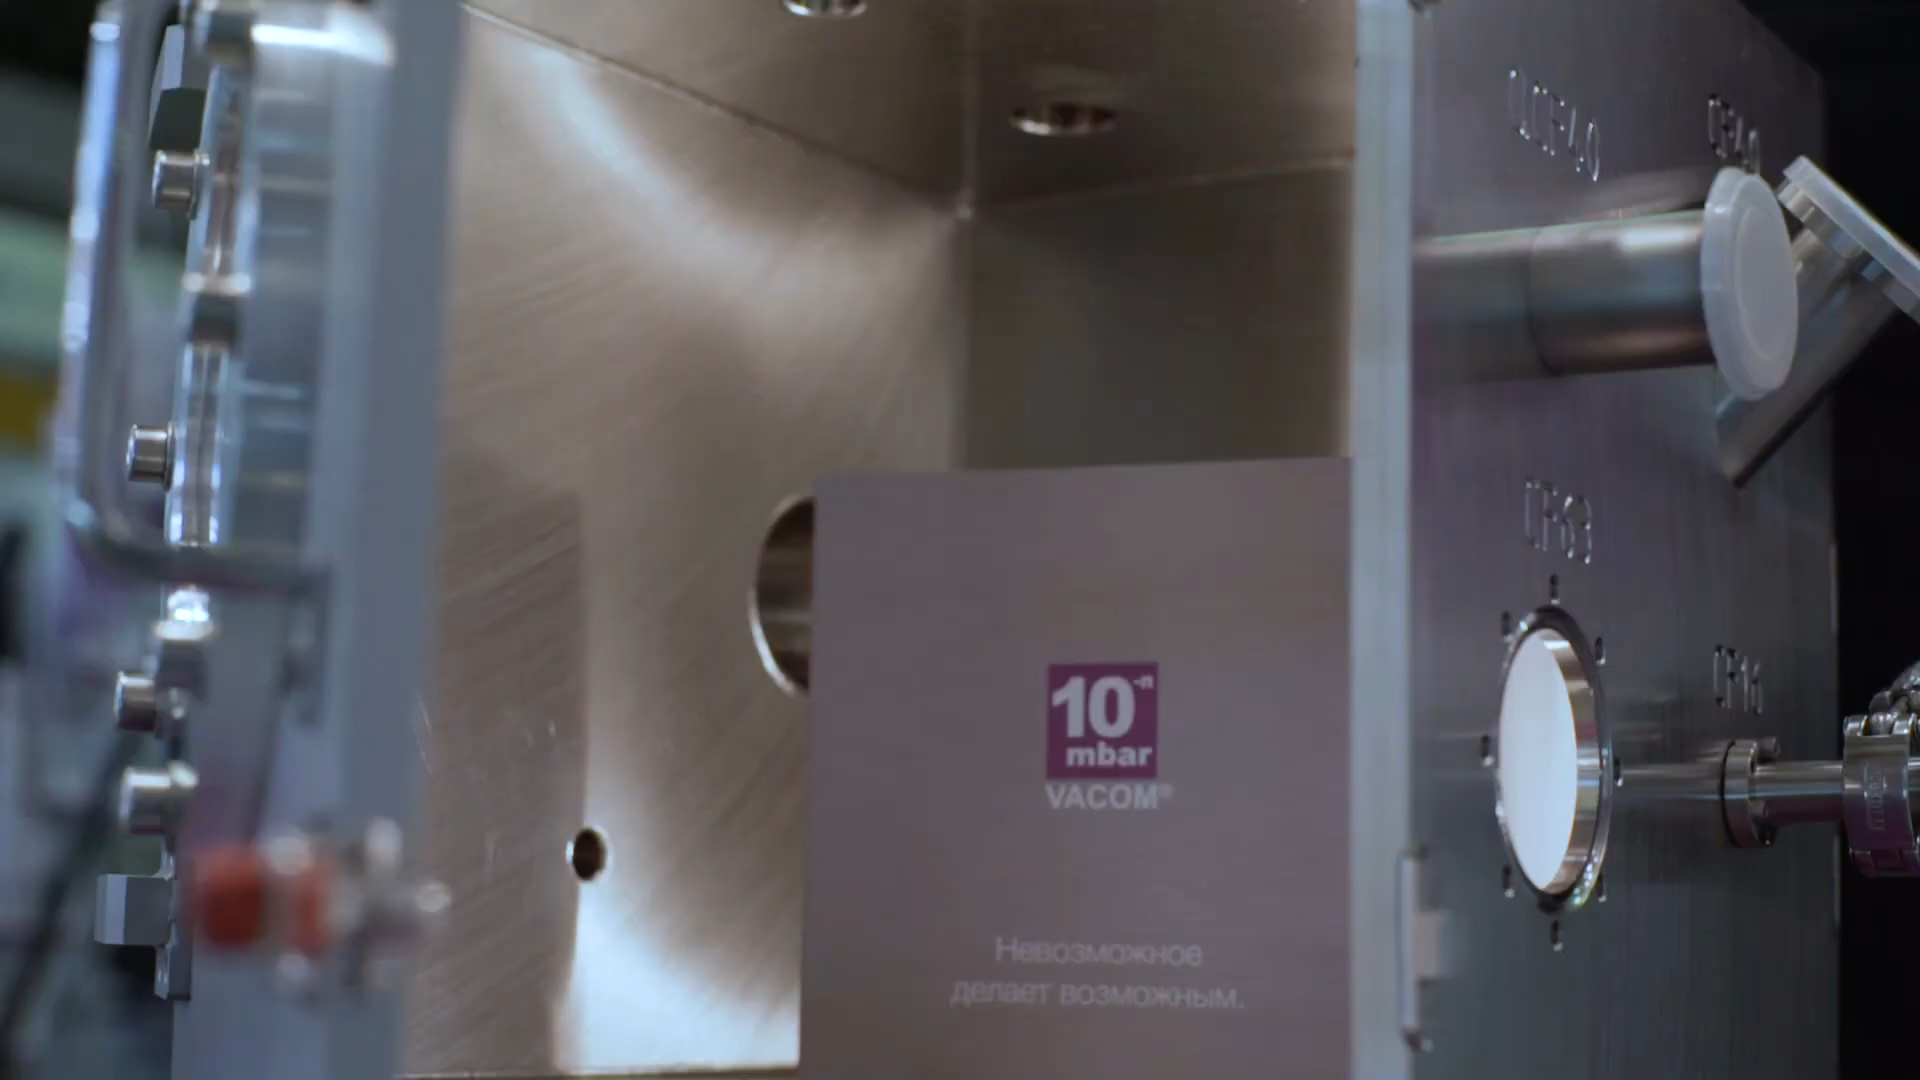 CF40
CF40
CF63
CF16
10-n
mbar
VACOM®
Невозможное
делает возможным.